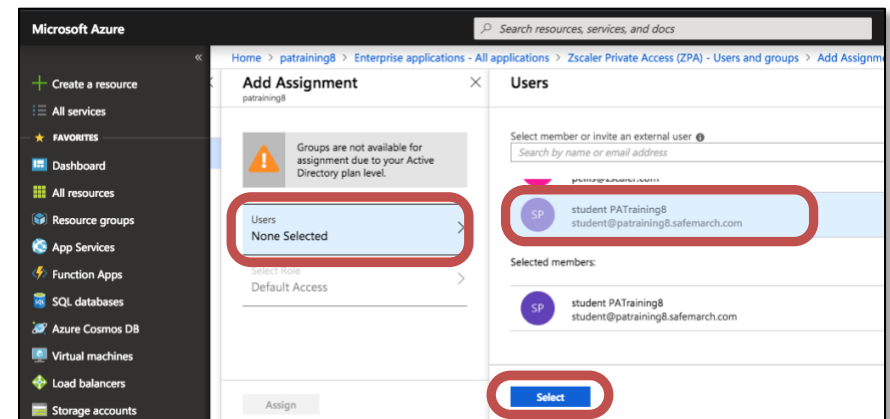 Microsoft Azure
Search resources, services, and docs
«
Home > patraining8 > Enterprise applications - All applications > Zscaler Private Access (ZPA) - Users and groups > Add Assignme
Create a resource
All services
FAVORITES
Dashboard
All resources
Resource groups
App Services
Function Apps
SQL databases
Azure Cosmos DB
Virtual machines
Load balancers
Storage accounts
Add Assignment
patraining8
Groups are not available for
assignment due to your Active
Directory plan level.
Users
None Selected
Select Role
Default Access
Assign
Users
Select member or invite an external user
Search by name or email address
SP
student PATraining8
student@patraining8.safemarch.com
Selected members:
SP
student PATraining8
student@patraining8.safemarch.com
Select